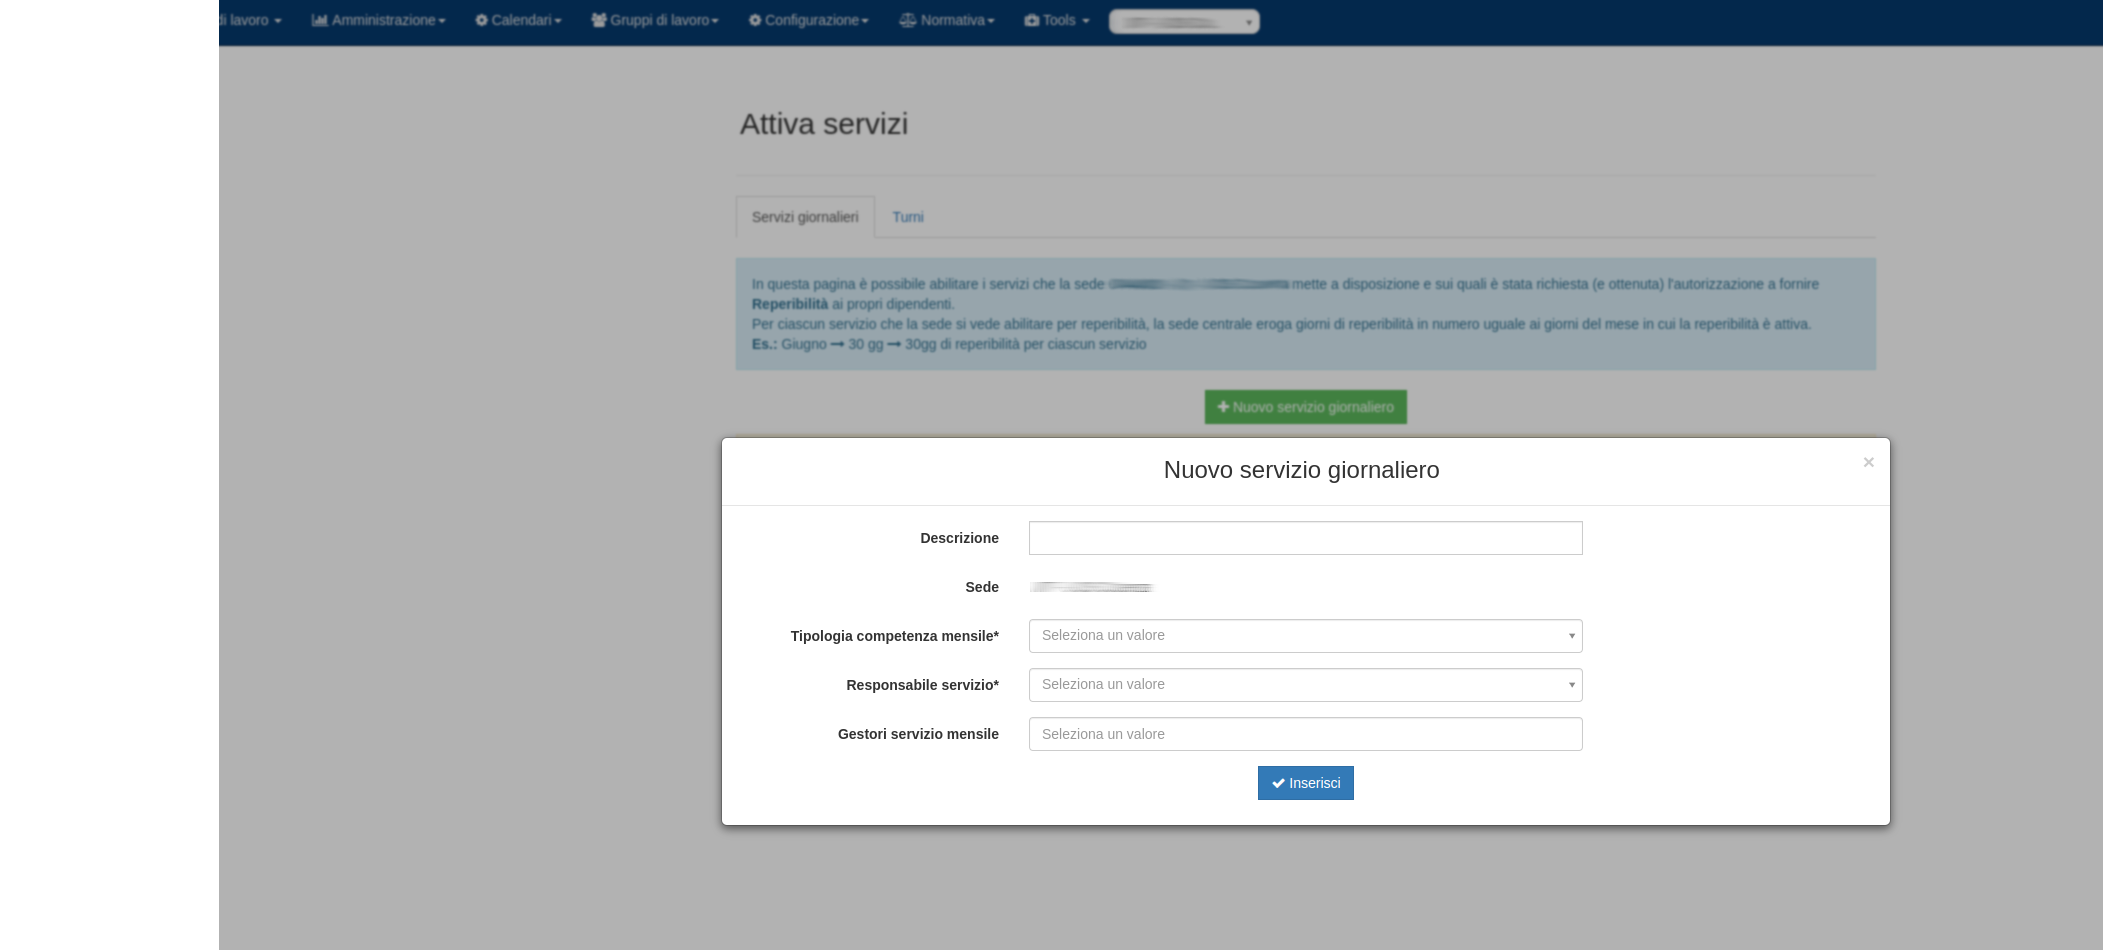 di lavoro Amministrazione Calendari Gruppi di lavoro Configurazione Normativa Tools
Attiva servizi
Servizi giornalieri Turni
In questa pagina è possibile abilitare i servizi che la sede mette a disposizione e sui quali è stata richiesta (e ottenuta) l'autorizzazione a fornire
Reperibilità ai propri dipendenti.
Per ciascun servizio che la sede si vede abilitare per reperibilità, la sede centrale eroga giorni di reperibilità in numero uguale ai giorni del mese in cui la reperibilità è attiva.
Es.: Giugno → 30 gg → 30gg di reperibilità per ciascun servizio
Nuovo servizio giornaliero
Nuovo servizio giornaliero ×
Descrizione
Sede
Tipologia competenza mensile* Seleziona un valore
Responsabile servizio* Seleziona un valore
Gestori servizio mensile Seleziona un valore
Inserisci